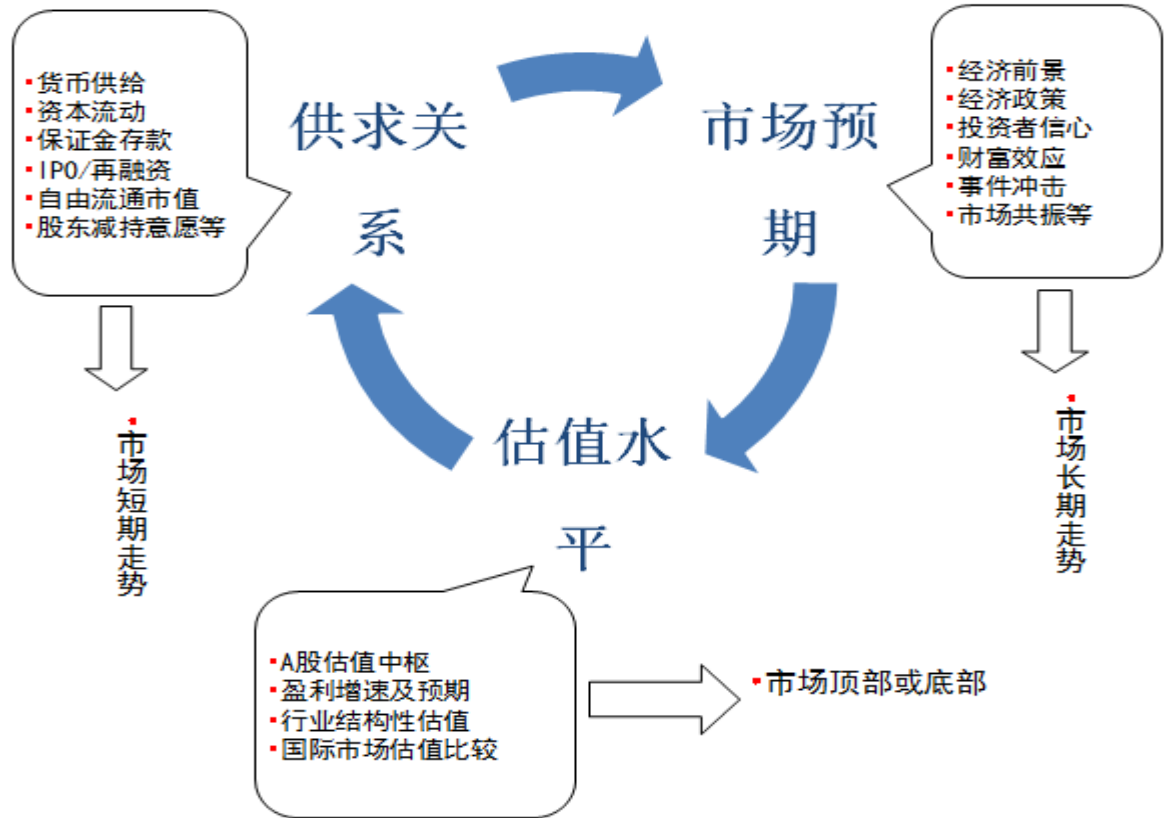 货币供给
资本流动
保证金存款
IPO/再融资
自由流通市值
股东减持意愿等
供求关
系
市场预
期
经济前景
经济政策
投资者信心
财富效应
事件冲击
市场共振等
市场短期走势
估值水
平
市场长期走势
A股估值中枢
盈利增速及预期
行业结构性估值
国际市场估值比较
市场顶部或底部